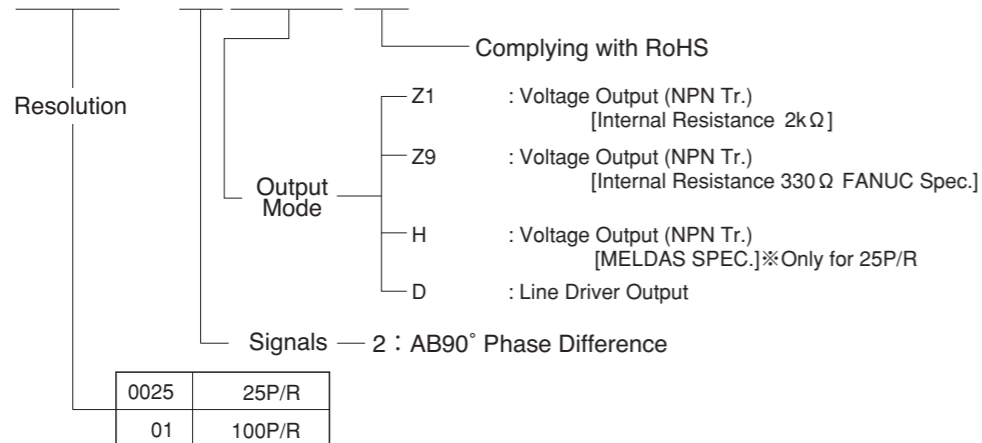 Complying with RoHS
Resolution
Z1 : Voltage Output (NPN Tr.)
[Internal Resistance 2kΩ]
Z9 : Voltage Output (NPN Tr.)
[Internal Resistance 330Ω FANUC Spec.]
Output
Mode
H : Voltage Output (NPN Tr.)
[MELDAS SPEC.]※Only for 25P/R
D : Line Driver Output
Signals 2：AB90° Phase Difference
0025 25P/R
01 100P/R